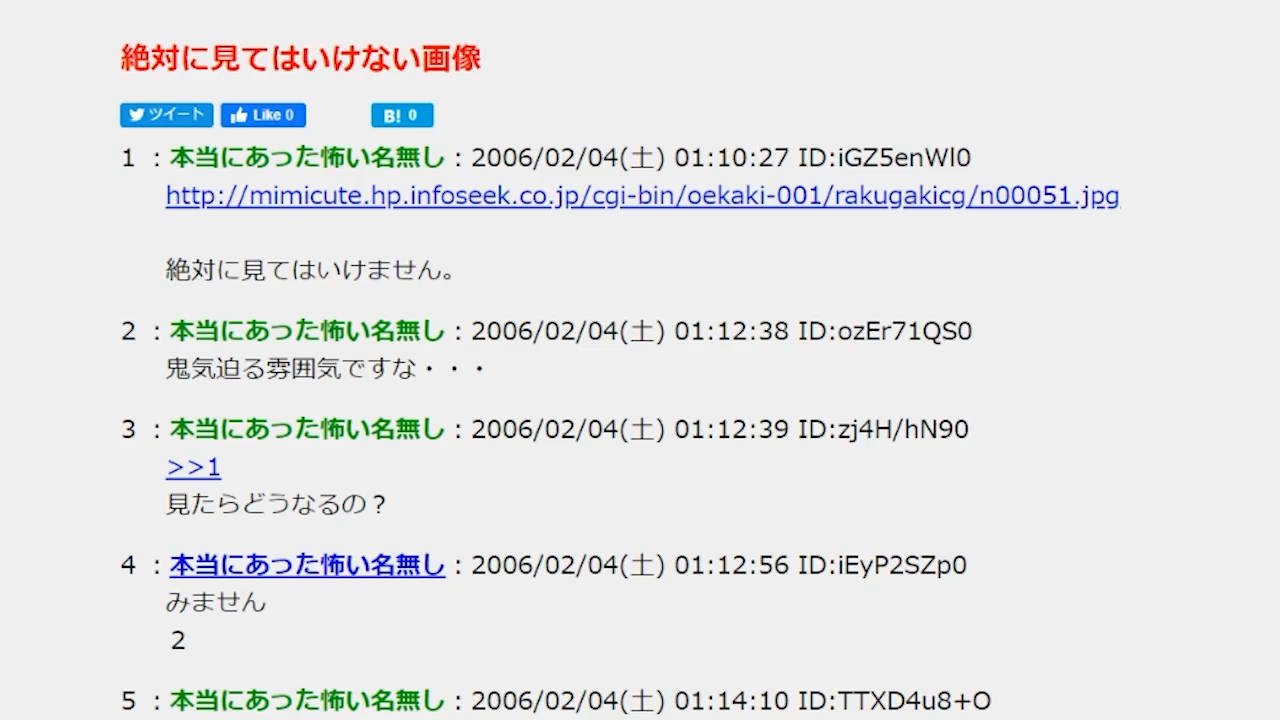 絶対に見てはいけない画像
ツイート Like 0 B! 0
1 ：本当にあった怖い名無し：2006/02/04(土) 01:10:27 ID:iGZ5enWl0
http://mimicute.hp.infoseek.co.jp/cgi-bin/oekaki-001/rakugakicg/n00051.jpg
絶対に見てはいけません。
2 ：本当にあった怖い名無し：2006/02/04(土) 01:12:38 ID:ozEr71QS0
鬼気迫る雰囲気ですな・・・
3 ：本当にあった怖い名無し：2006/02/04(土) 01:12:39 ID:zj4H/hN90
>>1
見たらどうなるの？
4 ：本当にあった怖い名無し：2006/02/04(土) 01:12:56 ID:iEyP2SZp0
みません
2
5 ：本当にあった怖い名無し：2006/02/04(土) 01:14:10 ID:TTXD4u8+O